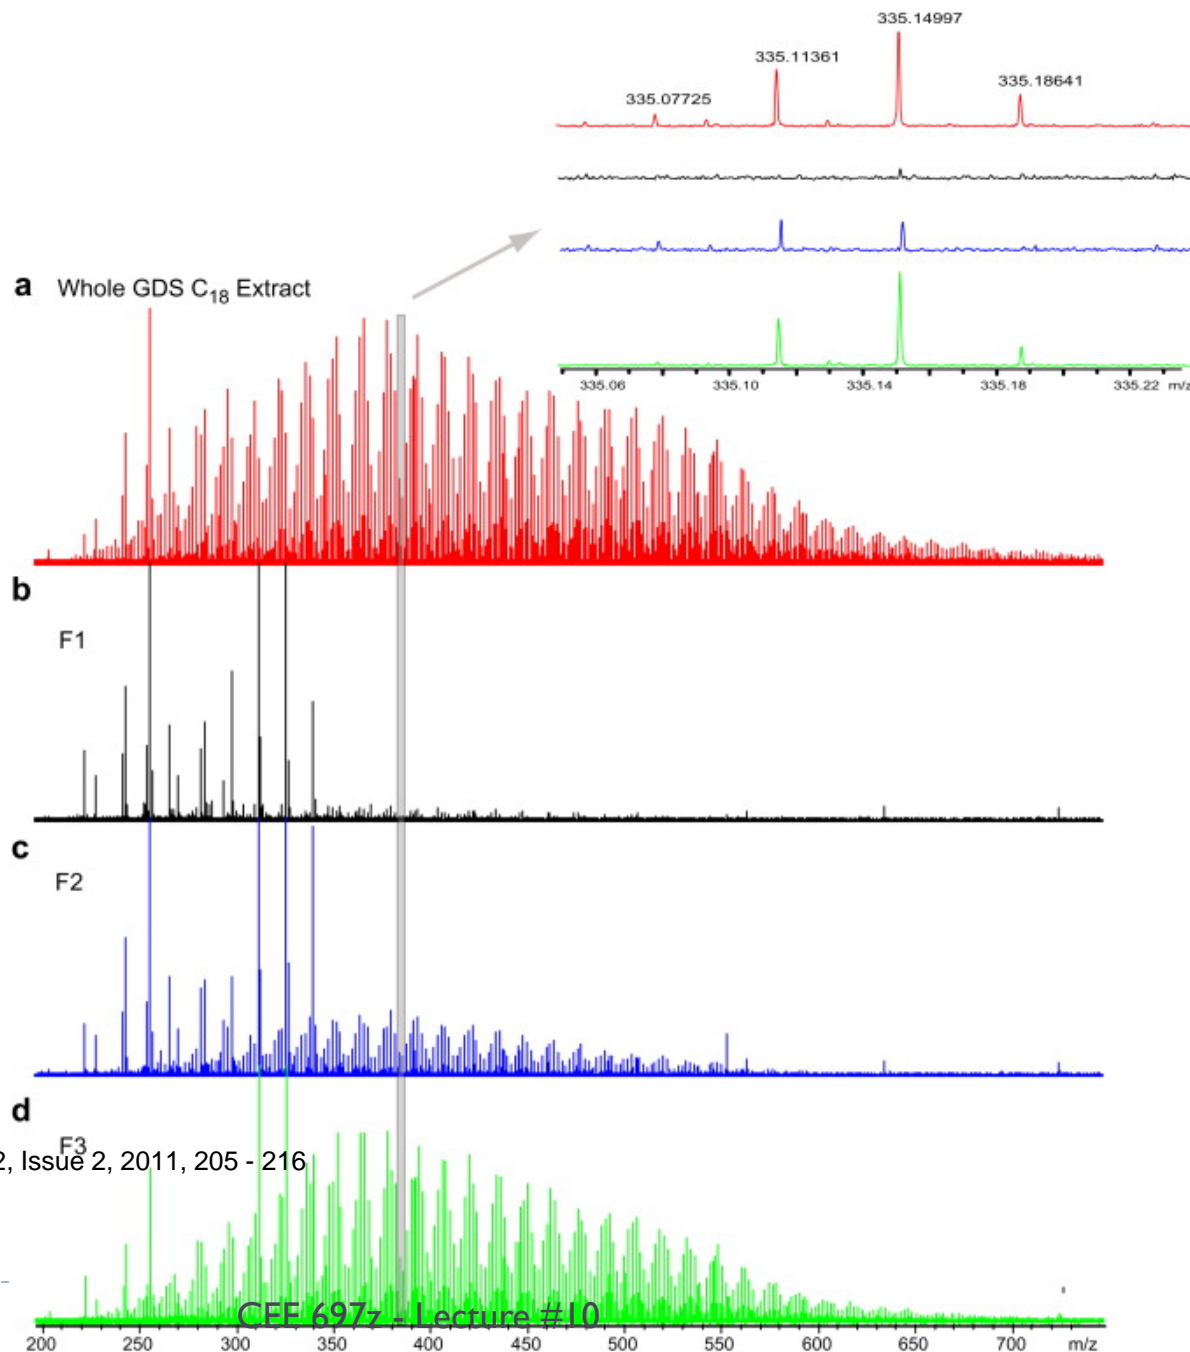 335.14997
335.11361
335.18641
335.07725
a Whole GDS C18 Extract
335.06 335.10 335.14 335.18 335.22 m/z
b
F1
c
F2
d
F3
2, Issue 2, 2011, 205 - 216
CEE 697z - Lecture #10
200 250 300 350 400 450 500 550 600 650 700 m/z